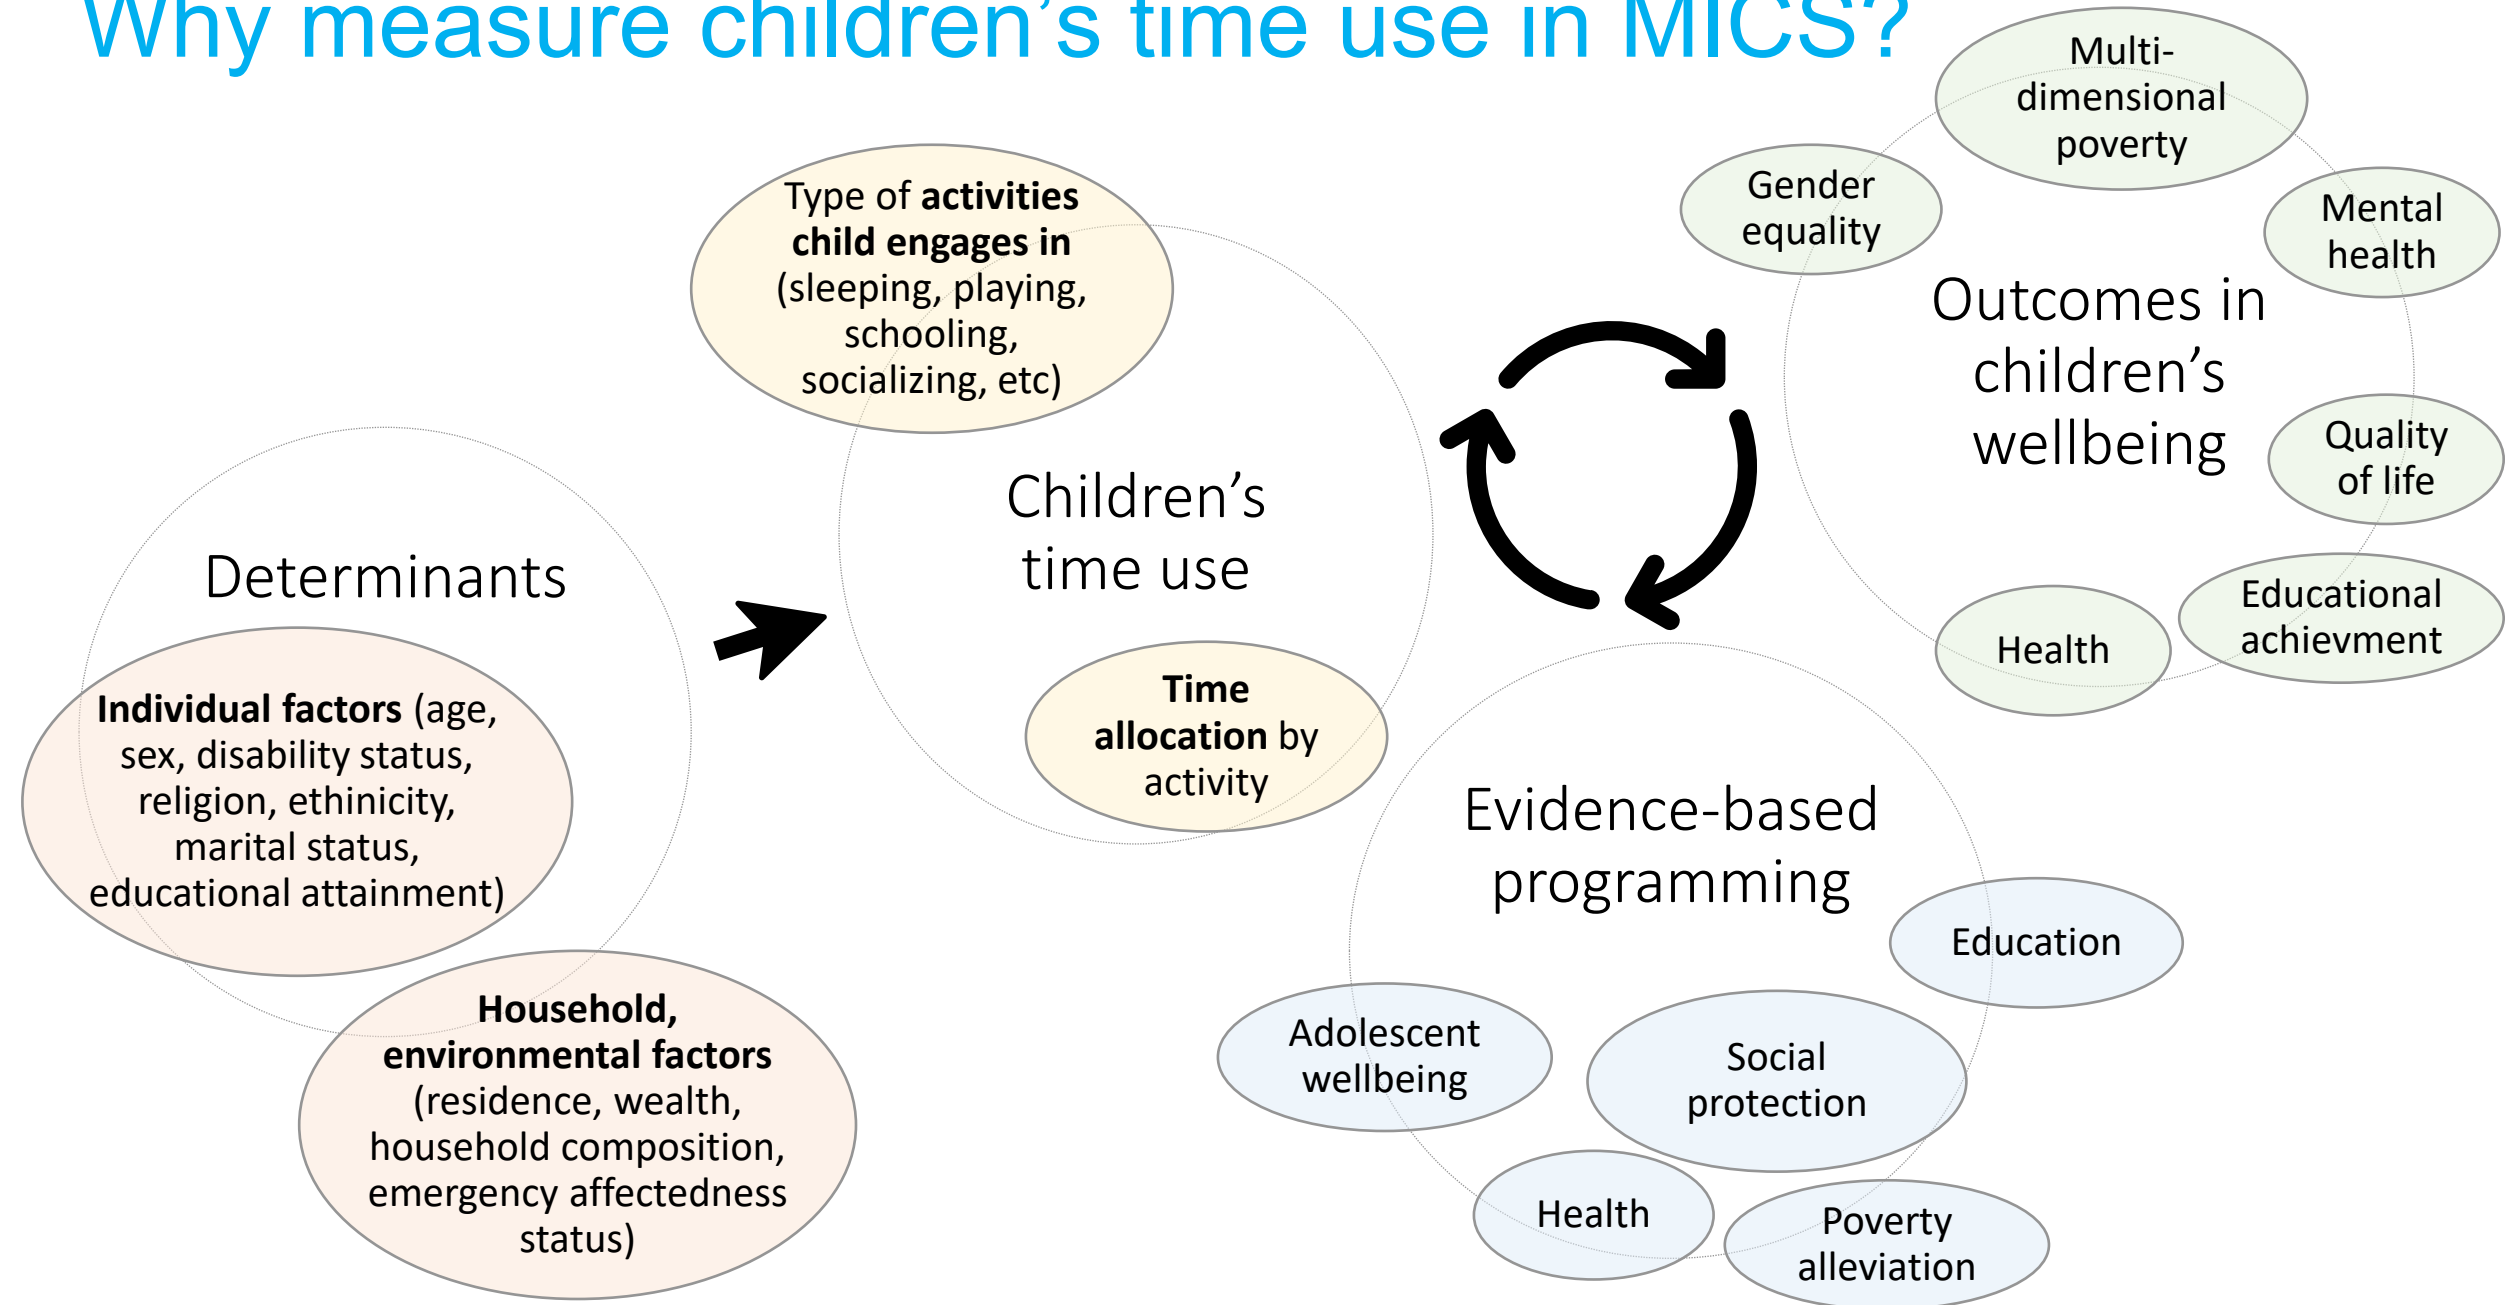 Why measure children's time use in MICS?
Determinants
Individual factors (age,
sex, disability status,
religion, ethinicity,
marital status,
educational attainment)
Household,
environmental factors
(residence, wealth,
household composition,
emergency affectedness
status)
Type of activities
child engages in
(sleeping, playing,
schooling,
socializing, etc)
Children's
time use
Time
allocation by
activity
Multi-
dimensional
poverty
Gender
equality
Mental
health
Outcomes in
children's
wellbeing
Quality
of life
Educational
achievment
Health
Evidence-based
programming
Education
Adolescent
wellbeing
Social
protection
Health
Poverty
alleviation